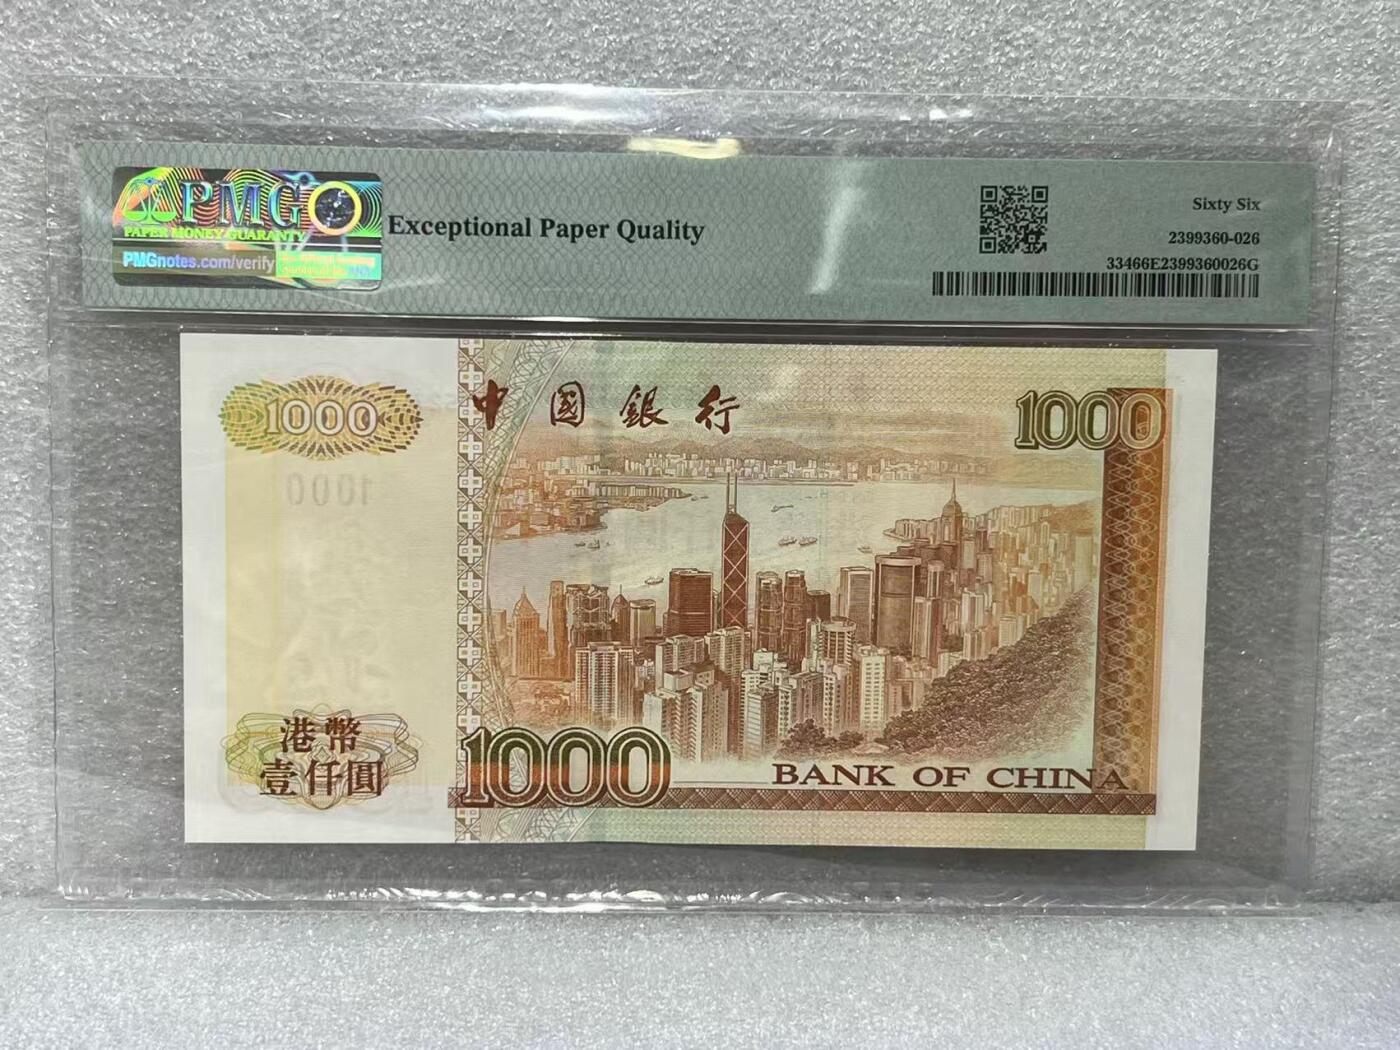 PMG
PAPER MONEY GUARANTY
PMGnotes.com/verify
Exceptional Paper Quality
Sixty Six
2399360-026
33466E2399360026G
1000
中國銀行
1000
1000
港幣
壹仟圓
1000
BANK OF CHINA